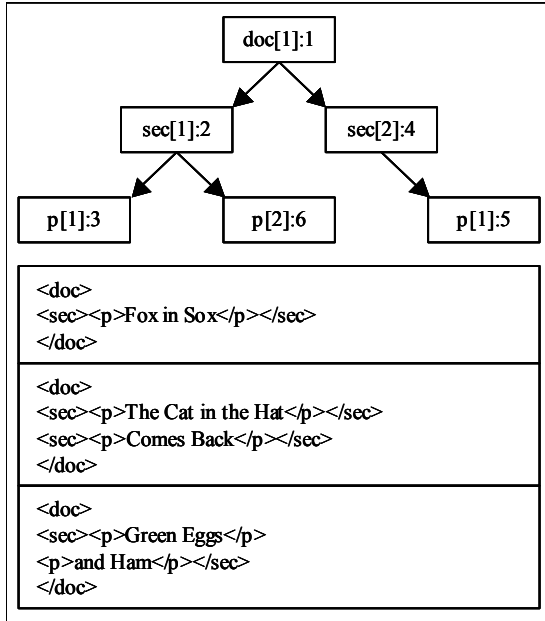 doc[1]:1
sec[1]:2 sec[2]:4
p[1]:3 p[2]:6 p[1]:5
<doc>
<sec><p>Fox in Sox</p></sec>
</doc>
<doc>
<sec><p>The Cat in the Hat</p></sec>
<sec><p>Comes Back</p></sec>
</doc>
<doc>
<sec><p>Green Eggs</p>
<p>and Ham</p></sec>
</doc>